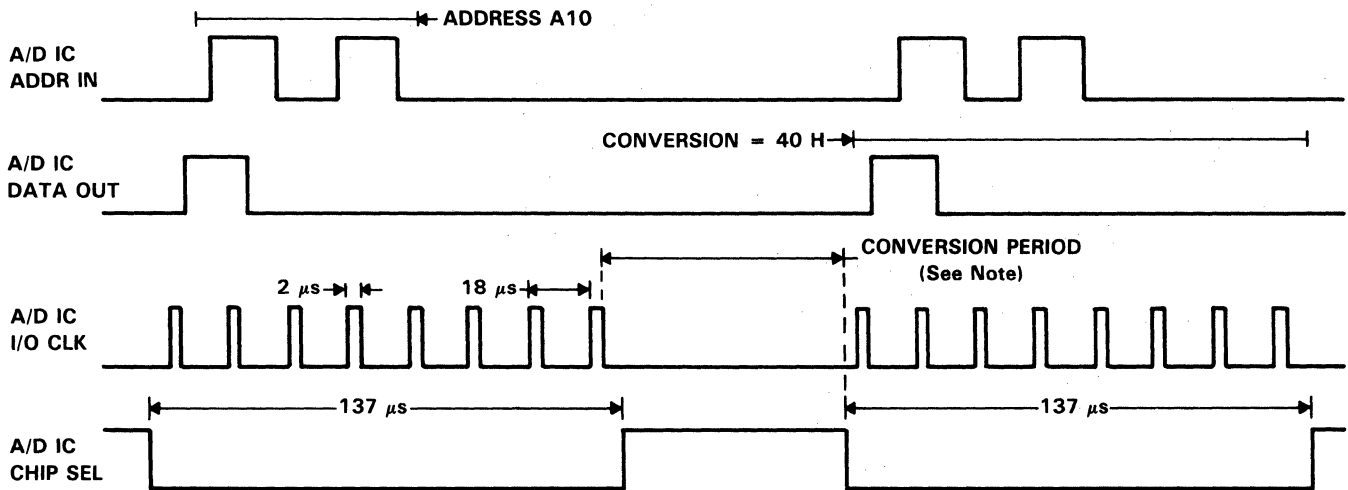 ADDRESS A10
A/D IC
ADDR IN
CONVERSION = 40 H
A/D IC
DATA OUT
CONVERSION PERIOD
(See Note)
2 μs
18 μs
A/D IC
I/O CLK
137 μs
137 μs
A/D IC
CHIP SEL